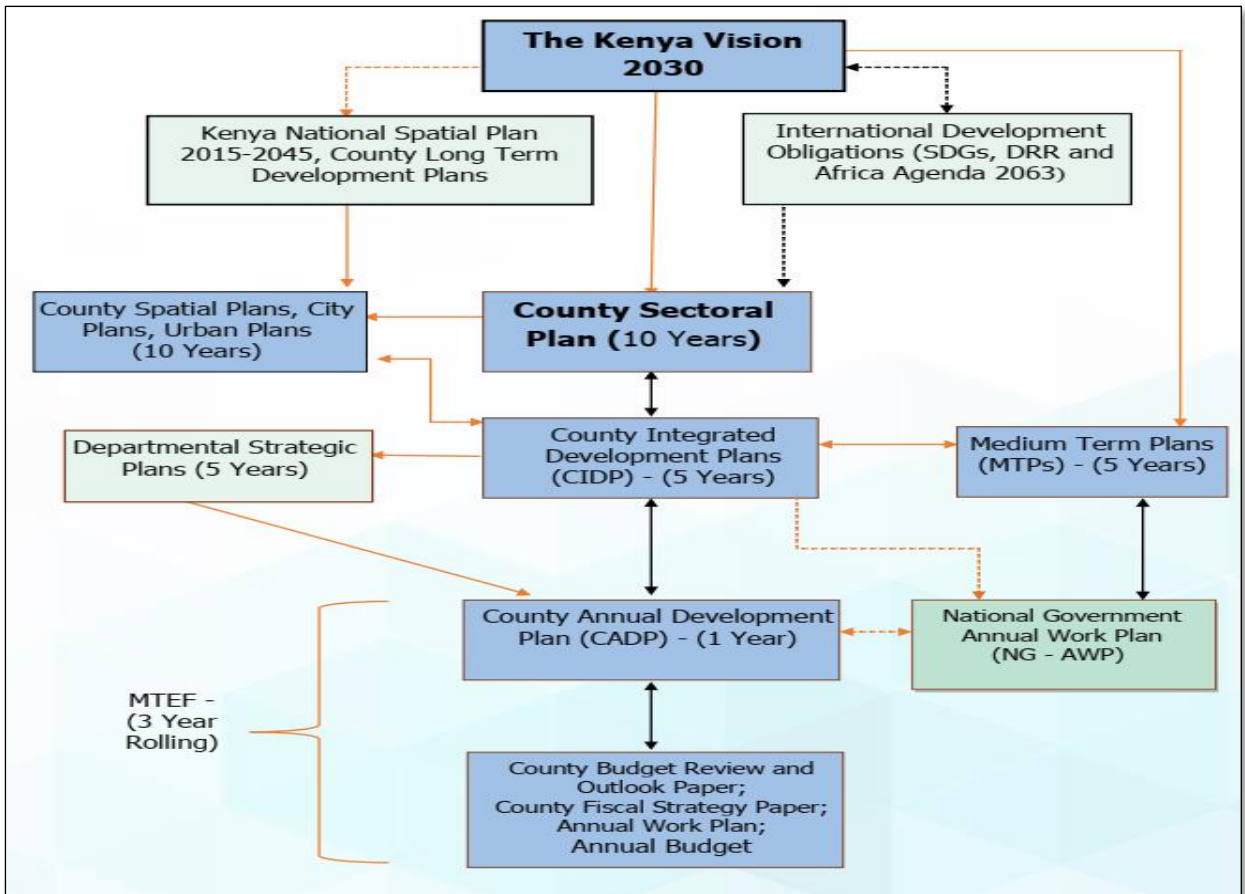 The Kenya Vision
2030
Kenya National Spatial Plan
2015-2045, County Long Term
Development Plans
International Development
Obligations (SDGs, DRR and
Africa Agenda 2063)
County Spatial Plans, City
Plans, Urban Plans
(10 Years)
County Sectoral
Plan (10 Years)
Departmental Strategic
Plans (5 Years)
County Integrated
Development Plans
(CIDP) - (5 Years)
Medium Term Plans
(MTPs) - (5 Years)
County Annual Development
Plan (CADP) - (1 Year)
National Government
Annual Work Plan
(NG - AWP)
MTEF -
(3 Year
Rolling)
County Budget Review and
Outlook Paper;
County Fiscal Strategy Paper;
Annual Work Plan;
Annual Budget